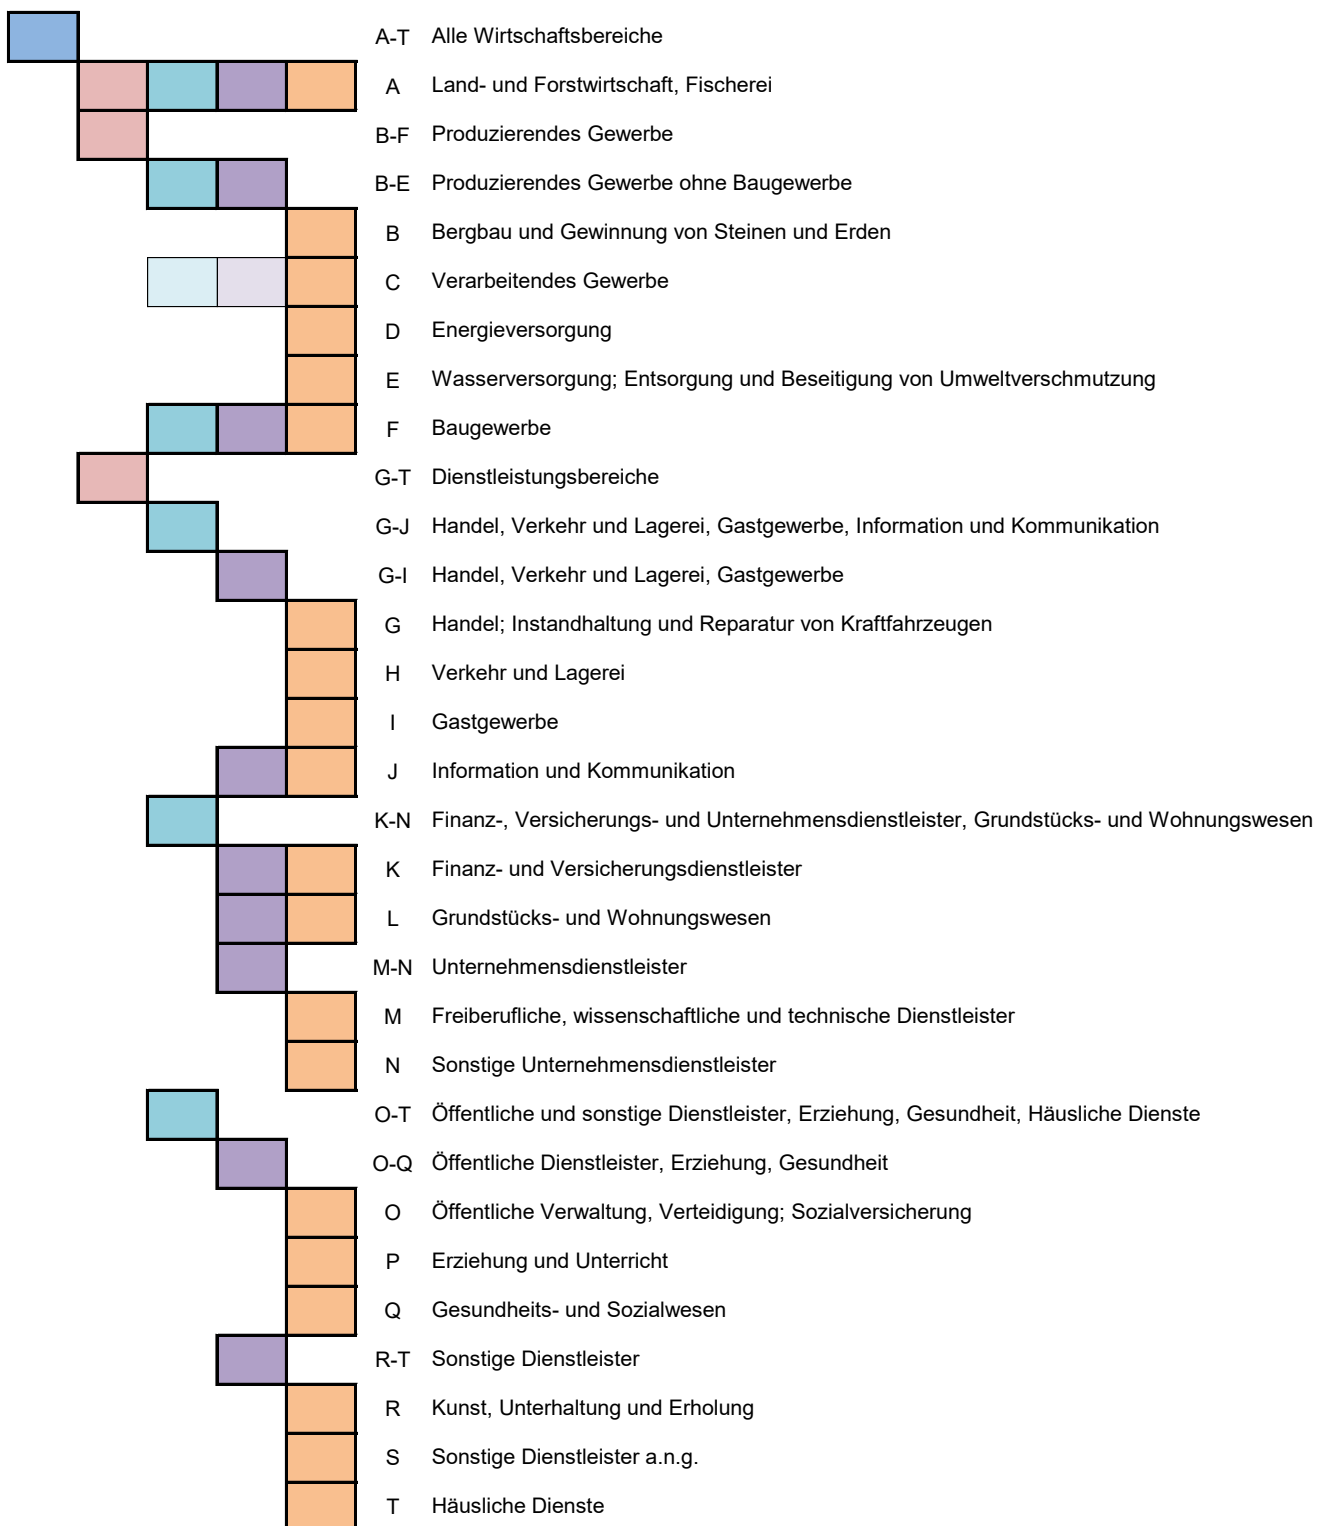 A-T Alle Wirtschaftsbereiche
A Land- und Forstwirtschaft, Fischerei
B-F Produzierendes Gewerbe
B-E Produzierendes Gewerbe ohne Baugewerbe
B Bergbau und Gewinnung von Steinen und Erden
C Verarbeitendes Gewerbe
D Energieversorgung
E Wasserversorgung; Entsorgung und Beseitigung von Umweltverschmutzung
F Baugewerbe
G-T Dienstleistungsbereiche
G-J Handel, Verkehr und Lagerei, Gastgewerbe, Information und Kommunikation
G-I Handel, Verkehr und Lagerei, Gastgewerbe
G Handel; Instandhaltung und Reparatur von Kraftfahrzeugen
H Verkehr und Lagerei
I Gastgewerbe
J Information und Kommunikation
K-N Finanz-, Versicherungs- und Unternehmensdienstleister, Grundstücks- und Wohnungswesen
K Finanz- und Versicherungsdienstleister
L Grundstücks- und Wohnungswesen
M-N Unternehmensdienstleister
M Freiberufliche, wissenschaftliche und technische Dienstleister
N Sonstige Unternehmensdienstleister
O-T Öffentliche und sonstige Dienstleister, Erziehung, Gesundheit, Häusliche Dienste
O-Q Öffentliche Dienstleister, Erziehung, Gesundheit
O Öffentliche Verwaltung, Verteidigung; Sozialversicherung
P Erziehung und Unterricht
Q Gesundheits- und Sozialwesen
R-T Sonstige Dienstleister
R Kunst, Unterhaltung und Erholung
S Sonstige Dienstleister a.n.g.
T Häusliche Dienste